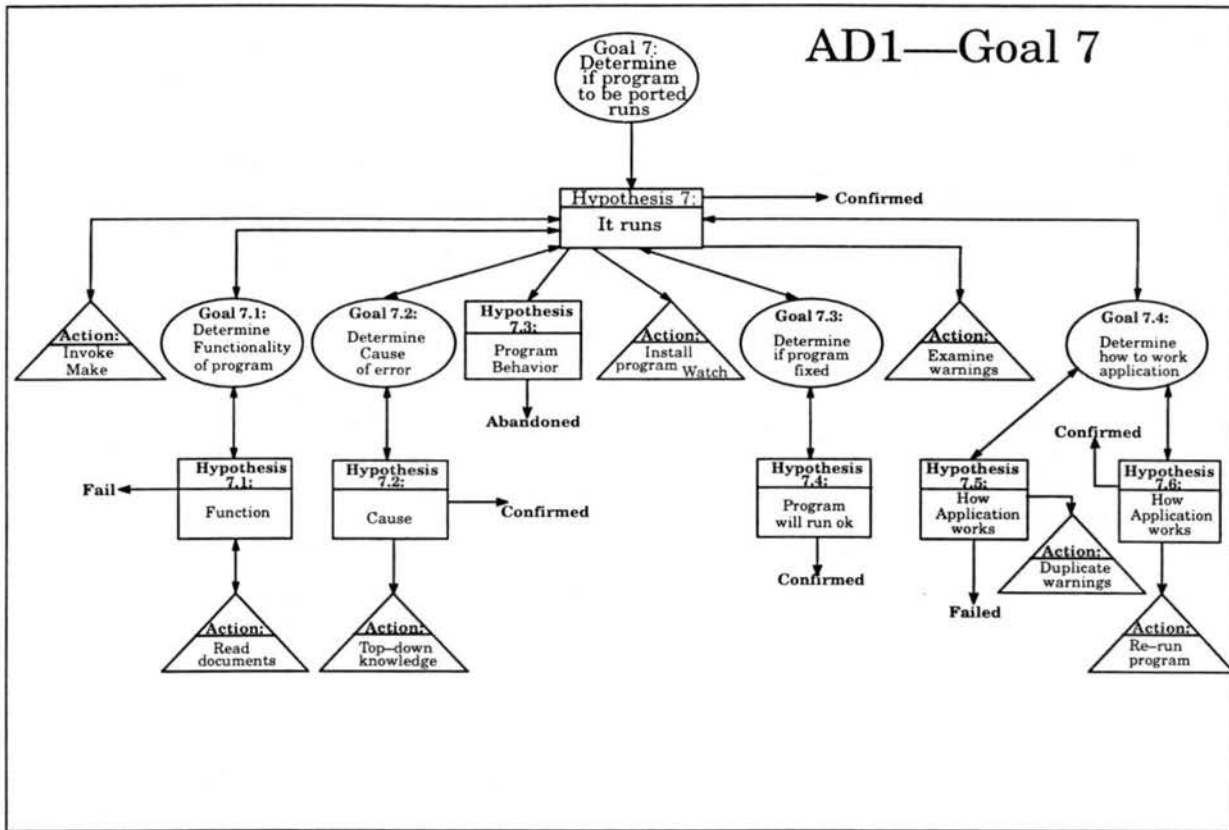 AD1—Goal 7
Goal 7:
Determine
if program
to be ported
runs
Hypothesis 7:
It runs
Confirmed
Action:
Invoke
Make
Goal 7.1:
Determine
Functionality
of program
Goal 7.2:
Determine
Cause
of error
Hypothesis
7.3:
Program
Behavior
Abandoned
Action:
Install
program
Watch
Goal 7.3:
Determine
if program
fixed
Action:
Examine
warnings
Goal 7.4:
Determine
how to work
application
Fail
Hypothesis
7.1:
Function
Hypothesis
7.2:
Cause
Confirmed
Hypothesis
7.4:
Program
will run ok
Confirmed
Hypothesis
7.5:
How
Application
works
Failed
Action:
Duplicate
warnings
Confirmed
Hypothesis
7.6:
How
Application
works
Action:
Read
documents
Action:
Top–down
knowledge
Action:
Re–run
program